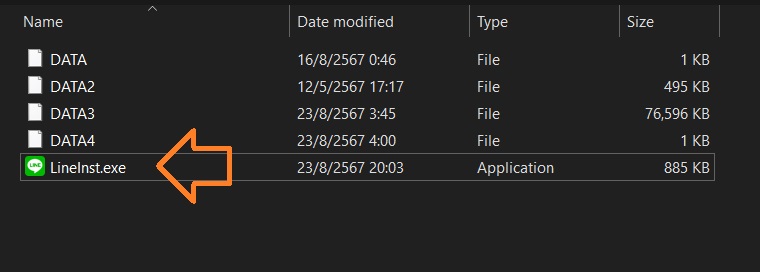 Name Date modified Type Size
DATA 16/8/2567 0:46 File 1 KB
DATA2 12/5/2567 17:17 File 495 KB
DATA3 23/8/2567 3:45 File 76,596 KB
DATA4 23/8/2567 4:00 File 1 KB
LINE LineInst.exe 23/8/2567 20:03 Application 885 KB